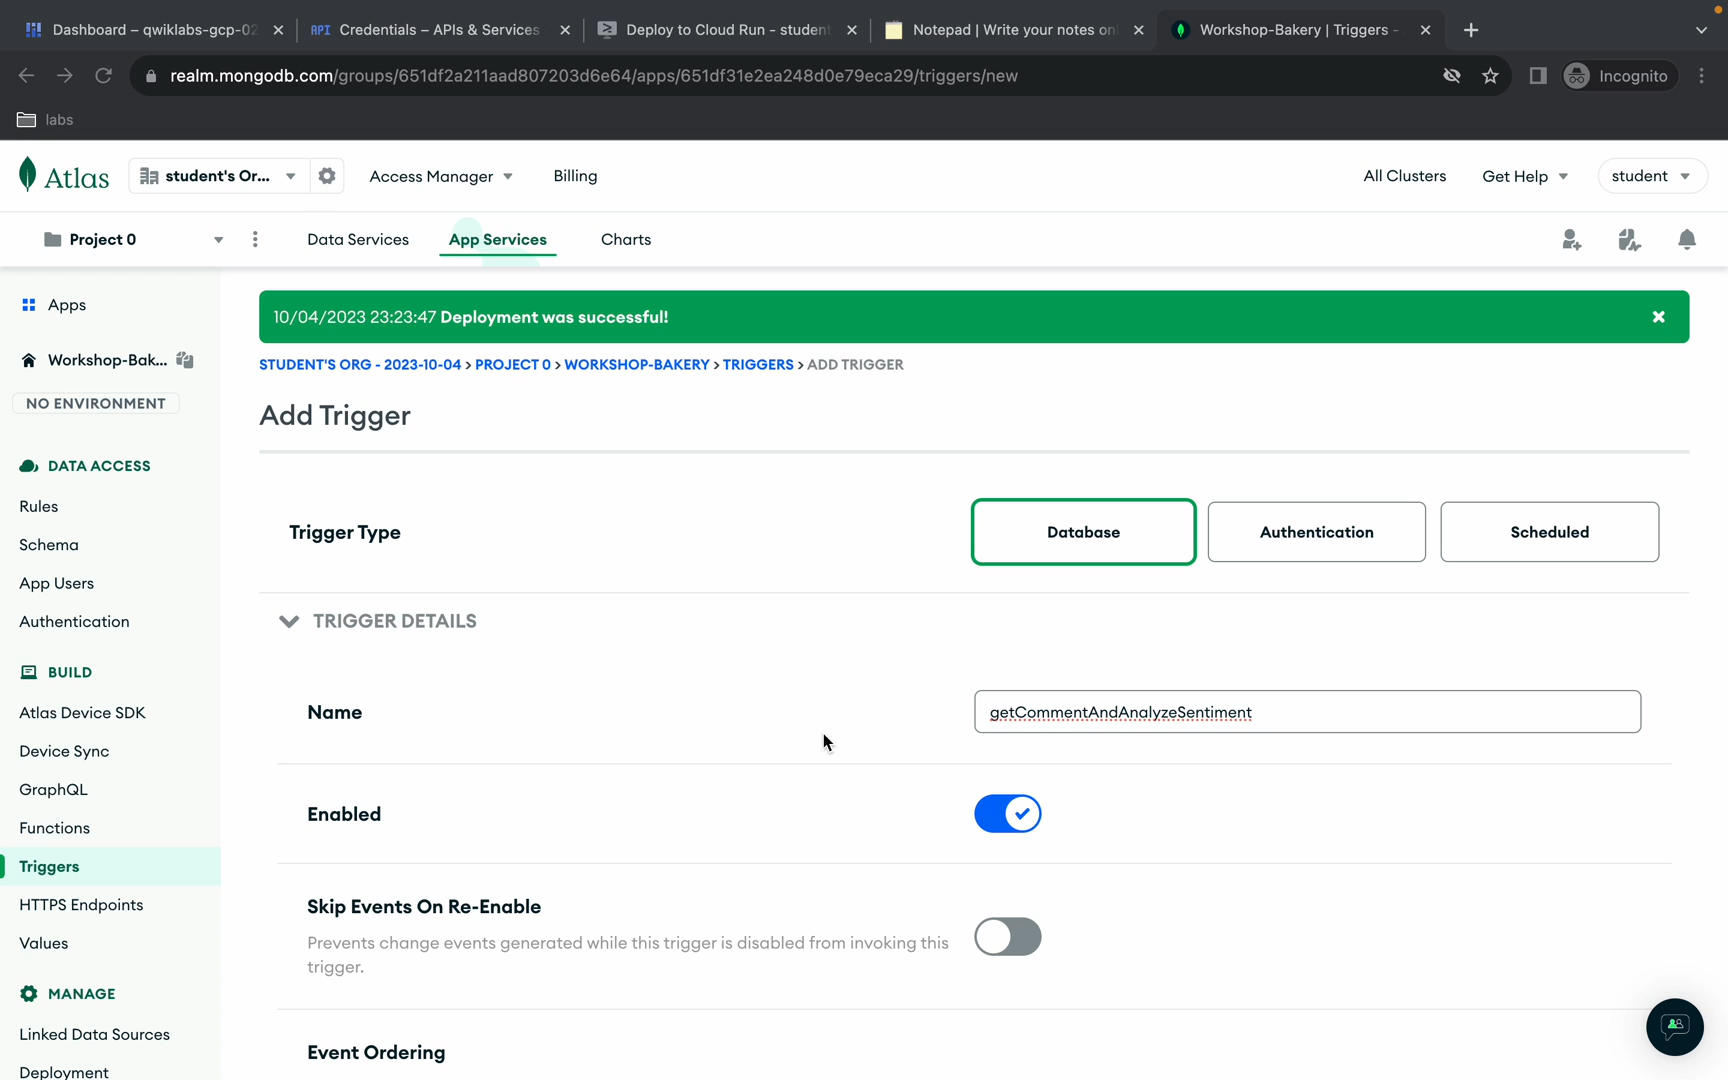 Dashboard – qwiklabs-gcp-02
API Credentials – APIs & Services
Deploy to Cloud Run - student
Notepad | Write your notes onl
Workshop-Bakery | Triggers -
realm.mongodb.com/groups/651df2a211aad807203d6e64/apps/651df31e2ea248d0e79eca29/triggers/new
Incognito
labs
Atlas
student's Or...
Access Manager
Billing
All Clusters
Get Help
student
Project 0
Data Services
App Services
Charts
Apps
Workshop-Bak...
NO ENVIRONMENT
DATA ACCESS
Rules
Schema
App Users
Authentication
BUILD
Atlas Device SDK
Device Sync
GraphQL
Functions
Triggers
HTTPS Endpoints
Values
MANAGE
Linked Data Sources
Deployment
10/04/2023 23:23:47 Deployment was successful!
STUDENT'S ORG - 2023-10-04 > PROJECT 0 > WORKSHOP-BAKERY > TRIGGERS > ADD TRIGGER
Add Trigger
Trigger Type
Database
Authentication
Scheduled
TRIGGER DETAILS
Name
getCommentAndAnalyzeSentiment
Enabled
Skip Events On Re-Enable
Prevents change events generated while this trigger is disabled from invoking this
trigger.
Event Ordering